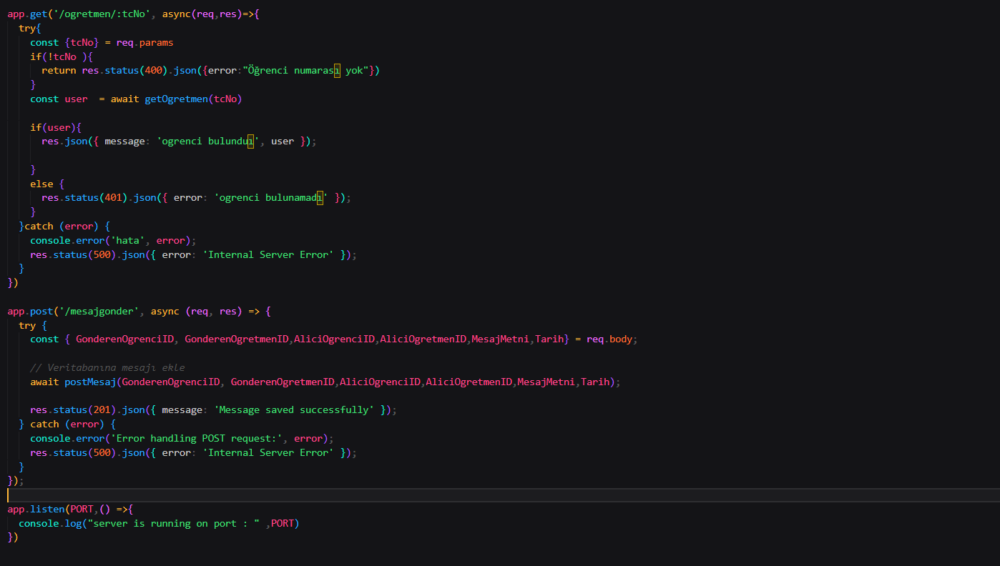 app.get('/ogretmen/:tcNo', async(req,res)=>{
  try{
    const {tcNo} = req.params
    if(!tcNo ){
      return res.status(400).json({error:"Öğrenci numarası yok"})
    }
    const user  = await getOgretmen(tcNo)

    if(user){
      res.json({ message: 'ogrenci bulunduı', user });

    }
    else {
      res.status(401).json({ error: 'ogrenci bulunamadı' });
    }
  }catch (error) {
    console.error('hata', error);
    res.status(500).json({ error: 'Internal Server Error' });
  }
})

app.post('/mesajgonder', async (req, res) => {
  try {
    const { GonderenOgrenciID, GonderenOgretmenID,AliciOgrenciID,AliciOgretmenID,MesajMetni,Tarih} = req.body;

    // Veritabanına mesajı ekle
    await postMesaj(GonderenOgrenciID, GonderenOgretmenID,AliciOgrenciID,AliciOgretmenID,MesajMetni,Tarih);

    res.status(201).json({ message: 'Message saved successfully' });
  } catch (error) {
    console.error('Error handling POST request:', error);
    res.status(500).json({ error: 'Internal Server Error' });
  }
});

app.listen(PORT,() =>{
  console.log("server is running on port : " ,PORT)
})